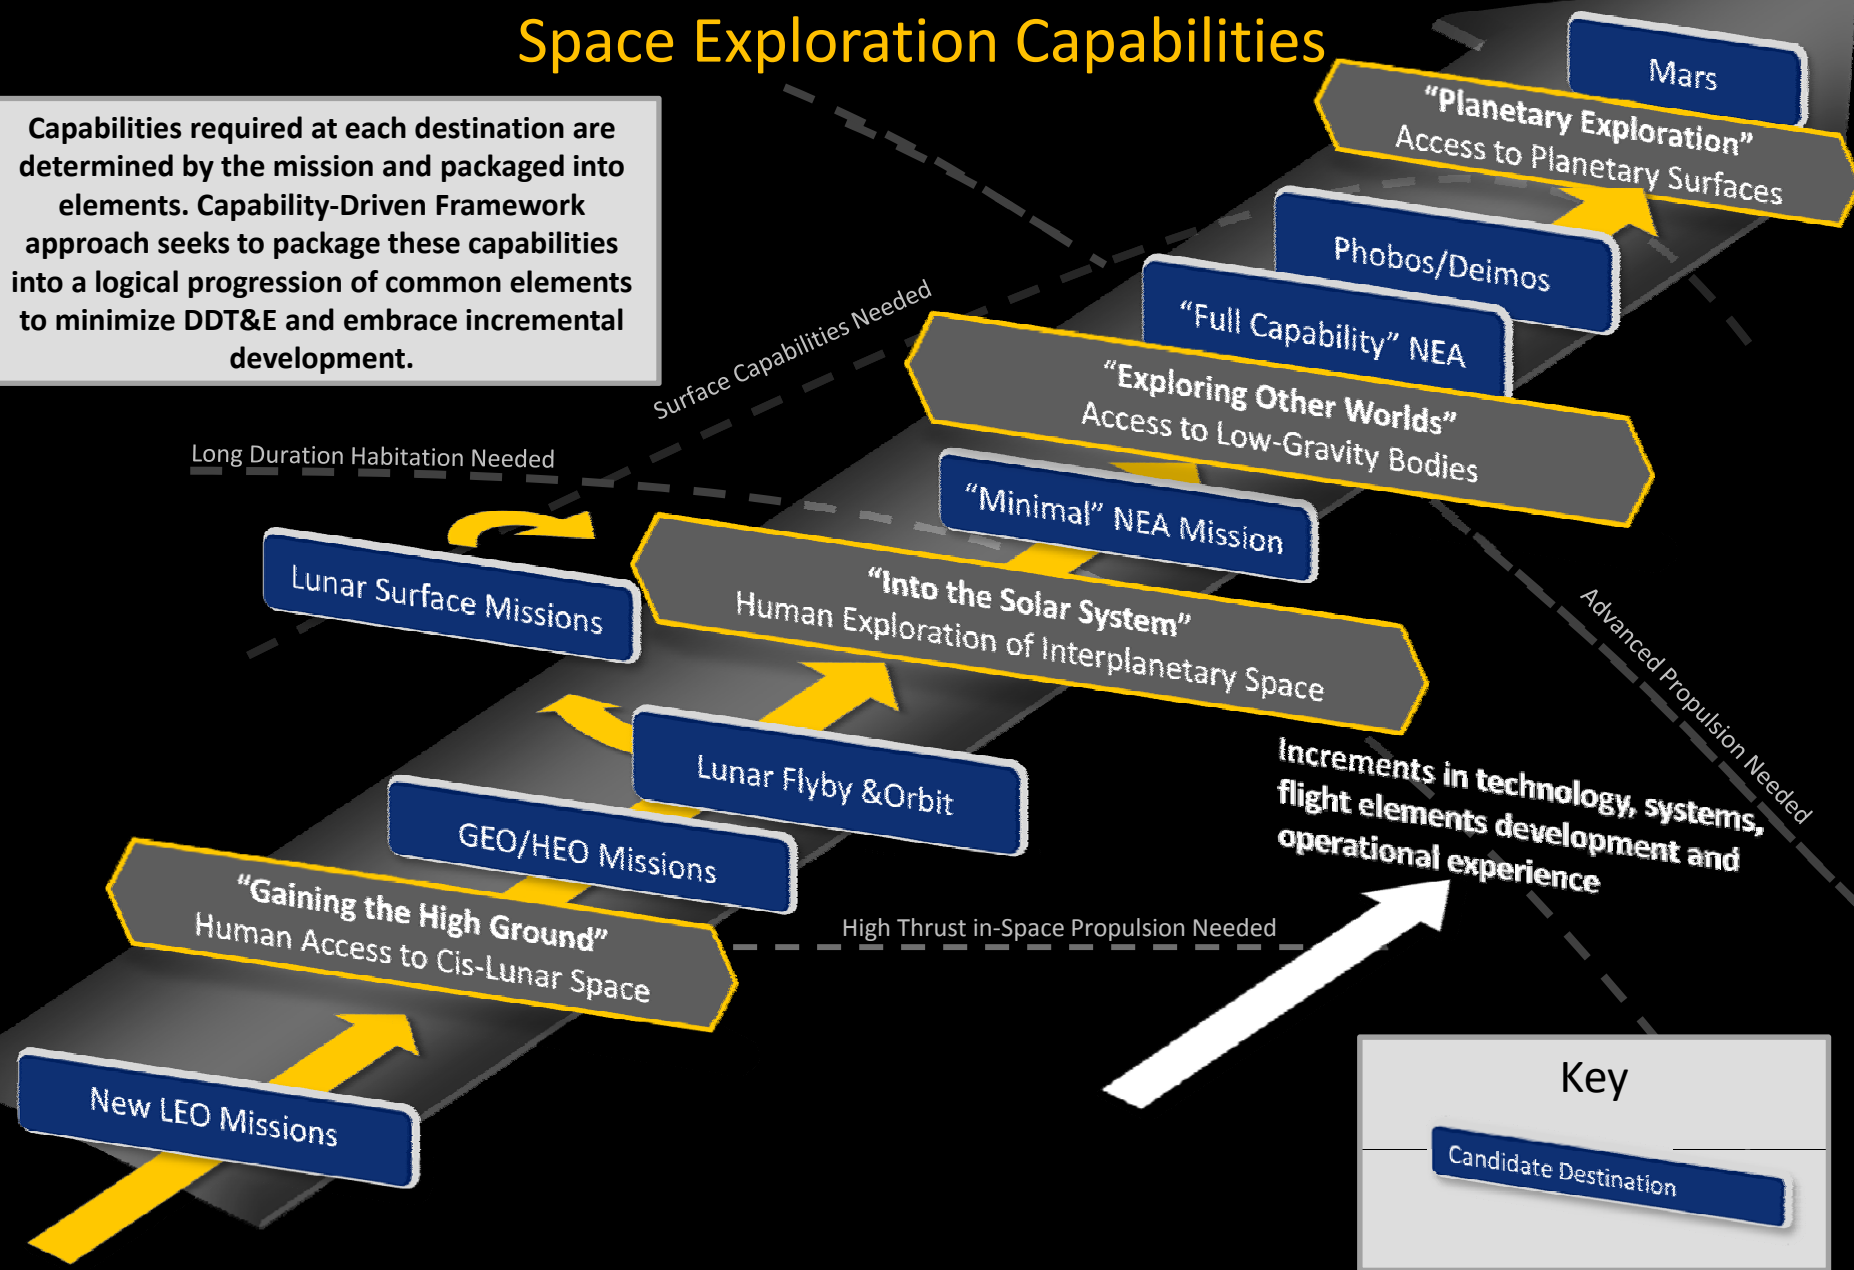 Space Exploration Capabilities
Capabilities required at each destination are
determined by the mission and packaged into
elements. Capability-Driven Framework
approach seeks to package these capabilities
into a logical progression of common elements
to minimize DDT&E and embrace incremental
development.
Mars
“Planetary Exploration”
Access to Planetary Surfaces
Phobos/Deimos
“Full Capability” NEA
Surface Capabilities Needed
“Exploring Other Worlds”
Access to Low-Gravity Bodies
Long Duration Habitation Needed
“Minimal” NEA Mission
Lunar Surface Missions
“Into the Solar System”
Human Exploration of Interplanetary Space
Advanced Propulsion Needed
Lunar Flyby &Orbit
Increments in technology, systems,
flight elements development and
operational experience
GEO/HEO Missions
“Gaining the High Ground”
Human Access to Cis-Lunar Space
High Thrust in-Space Propulsion Needed
New LEO Missions
Key
Candidate Destination